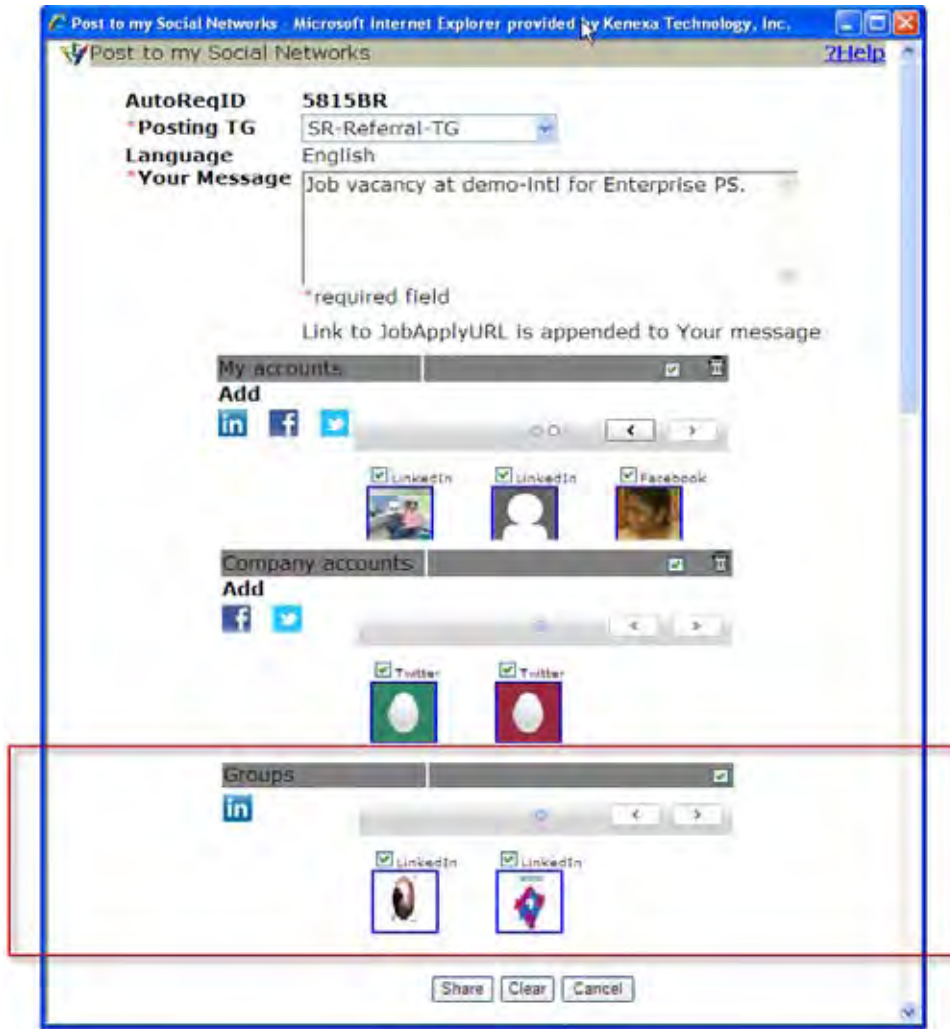 Post to my Social Networks - Microsoft Internet Explorer provided by Kenexa Technology, Inc.
Post to my Social Networks ?Help
AutoReqID 5815BR
*Posting TG SR-Referral-TG
Language English
*Your Message Job vacancy at demo-intl for Enterprise PS.
*required field
Link to JobApplyURL is appended to Your message
My accounts
Add
in f
< >
LinkedIn LinkedIn Facebook
Company accounts
Add
f
< >
Twitter Twitter
Groups
in
< >
LinkedIn LinkedIn
Share Clear Cancel